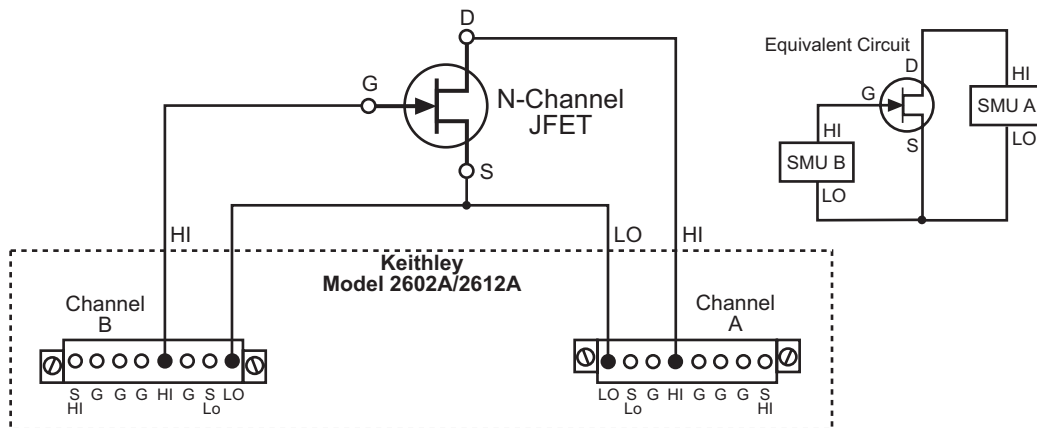 D
G
N-Channel
JFET
S
HI
LO
HI
Keithley
Model 2602A/2612A
Channel
B
S
HI
G
G
G
HI
G
S
Lo
LO
Channel
A
LO
S
Lo
G
HI
G
G
G
S
HI
Equivalent Circuit
D
G
S
HI
SMU A
LO
HI
SMU B
LO